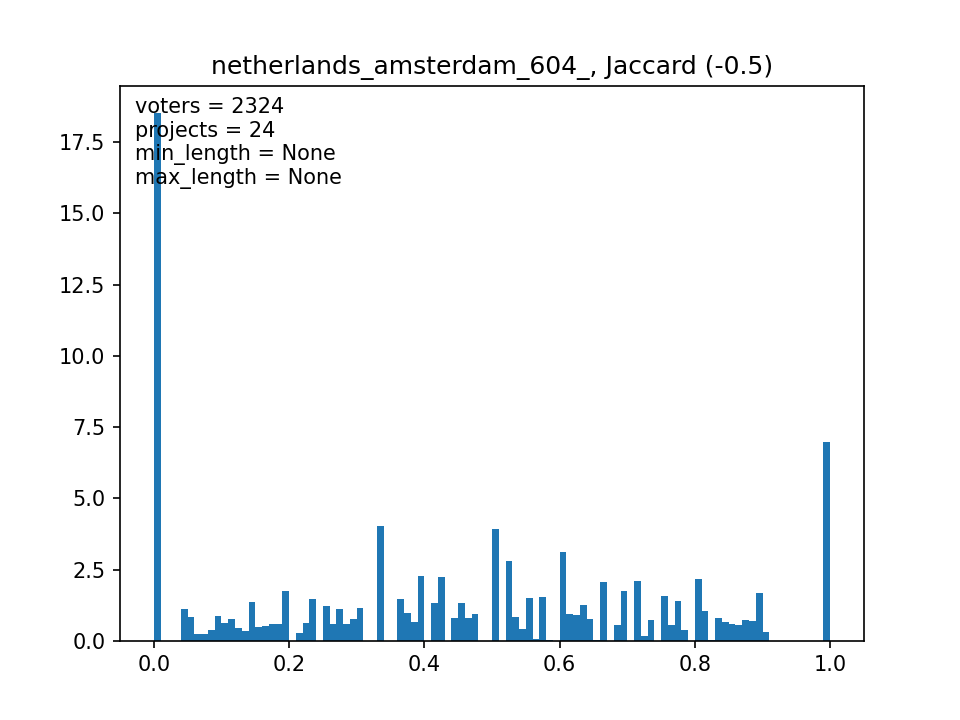 netherlands_amsterdam_604_, Jaccard (-0.5)
voters = 2324
projects = 24
min_length = None
max_length = None
17.5
15.0
12.5
10.0
7.5
5.0
2.5
0.0
0.0 0.2 0.4 0.6 0.8 1.0